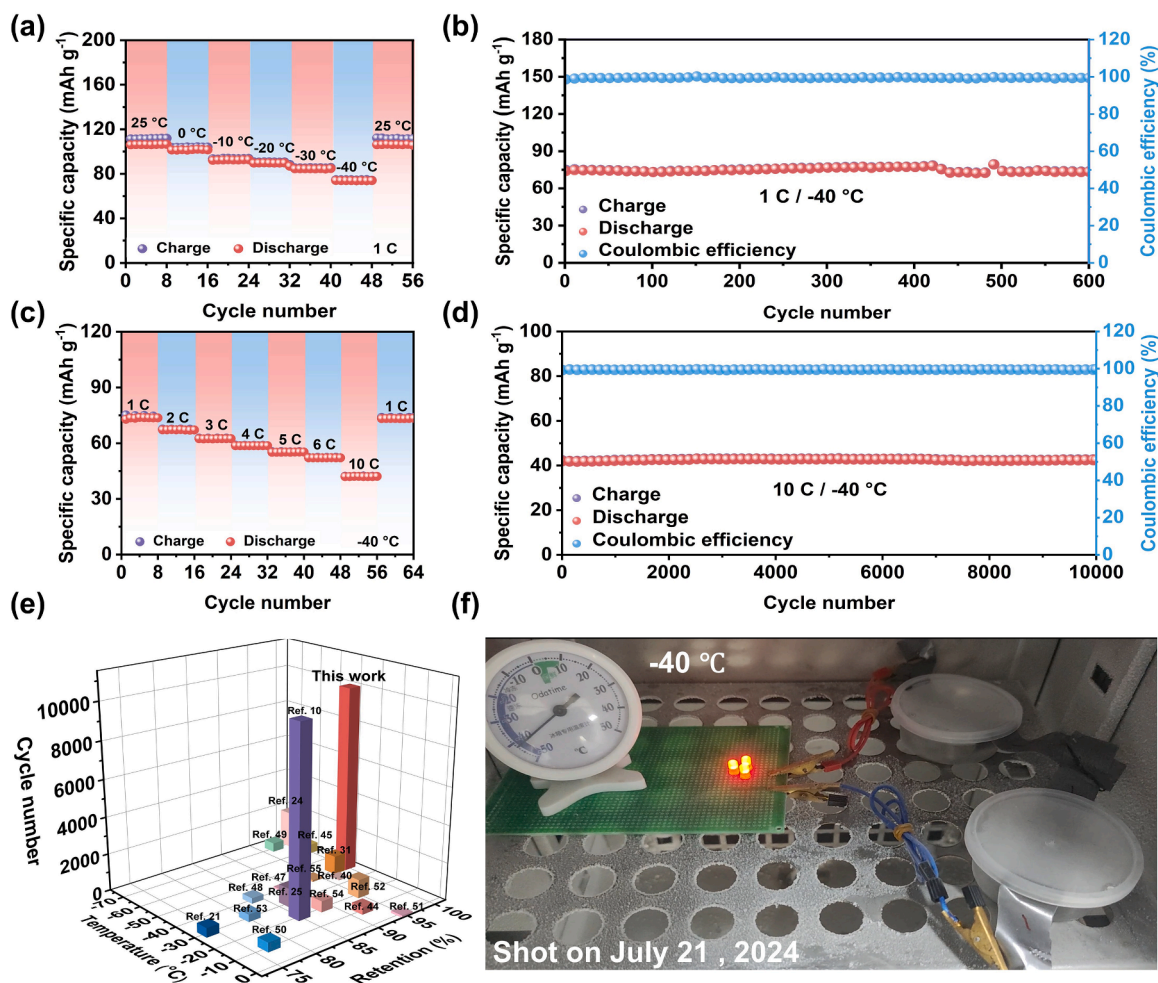 (a)
Specific capacity (mAh g⁻¹)
200
160
120
80
40
0
25 °C
0 °C
-10 °C
-20 °C
-30 °C
-40 °C
25 °C
Charge
Discharge
1 C
0 8 16 24 32 40 48 56
Cycle number
(b)
Specific capacity (mAh g⁻¹)
180
150
120
90
60
30
0
1 C / -40 °C
Charge
Discharge
Coulombic efficiency
120
100
80
60
40
20
0
Coulombic efficiency (%)
0 100 200 300 400 500 600
Cycle number
(c)
Specific capacity (mAh g⁻¹)
120
90
60
30
0
1 C
2 C
3 C
4 C
5 C
6 C
10 C
1 C
Charge
Discharge
-40 °C
0 8 16 24 32 40 48 56 64
Cycle number
(d)
Specific capacity (mAh g⁻¹)
100
80
60
40
20
0
10 C / -40 °C
Charge
Discharge
Coulombic efficiency
120
100
80
60
40
20
0
Coulombic efficiency (%)
0 2000 4000 6000 8000 10000
Cycle number
(e)
Cycle number
10000
8000
6000
4000
2000
0
This work
Ref. 10
Ref. 24
Ref. 49
Ref. 45
Ref. 31
Ref. 55
Ref. 47
Ref. 40
Ref. 48
Ref. 25
Ref. 52
Ref. 53
Ref. 54
Ref. 44
Ref. 51
Ref. 21
Ref. 50
-70
-60
-50
-40
-30
-20
-10
0
Temperature (°C)
75
80
85
90
95
100
Retention (%)
(f)
-40 ℃
-10 0 10
20
30
40
50
Odatime
℃
Shot on July 21 , 2024